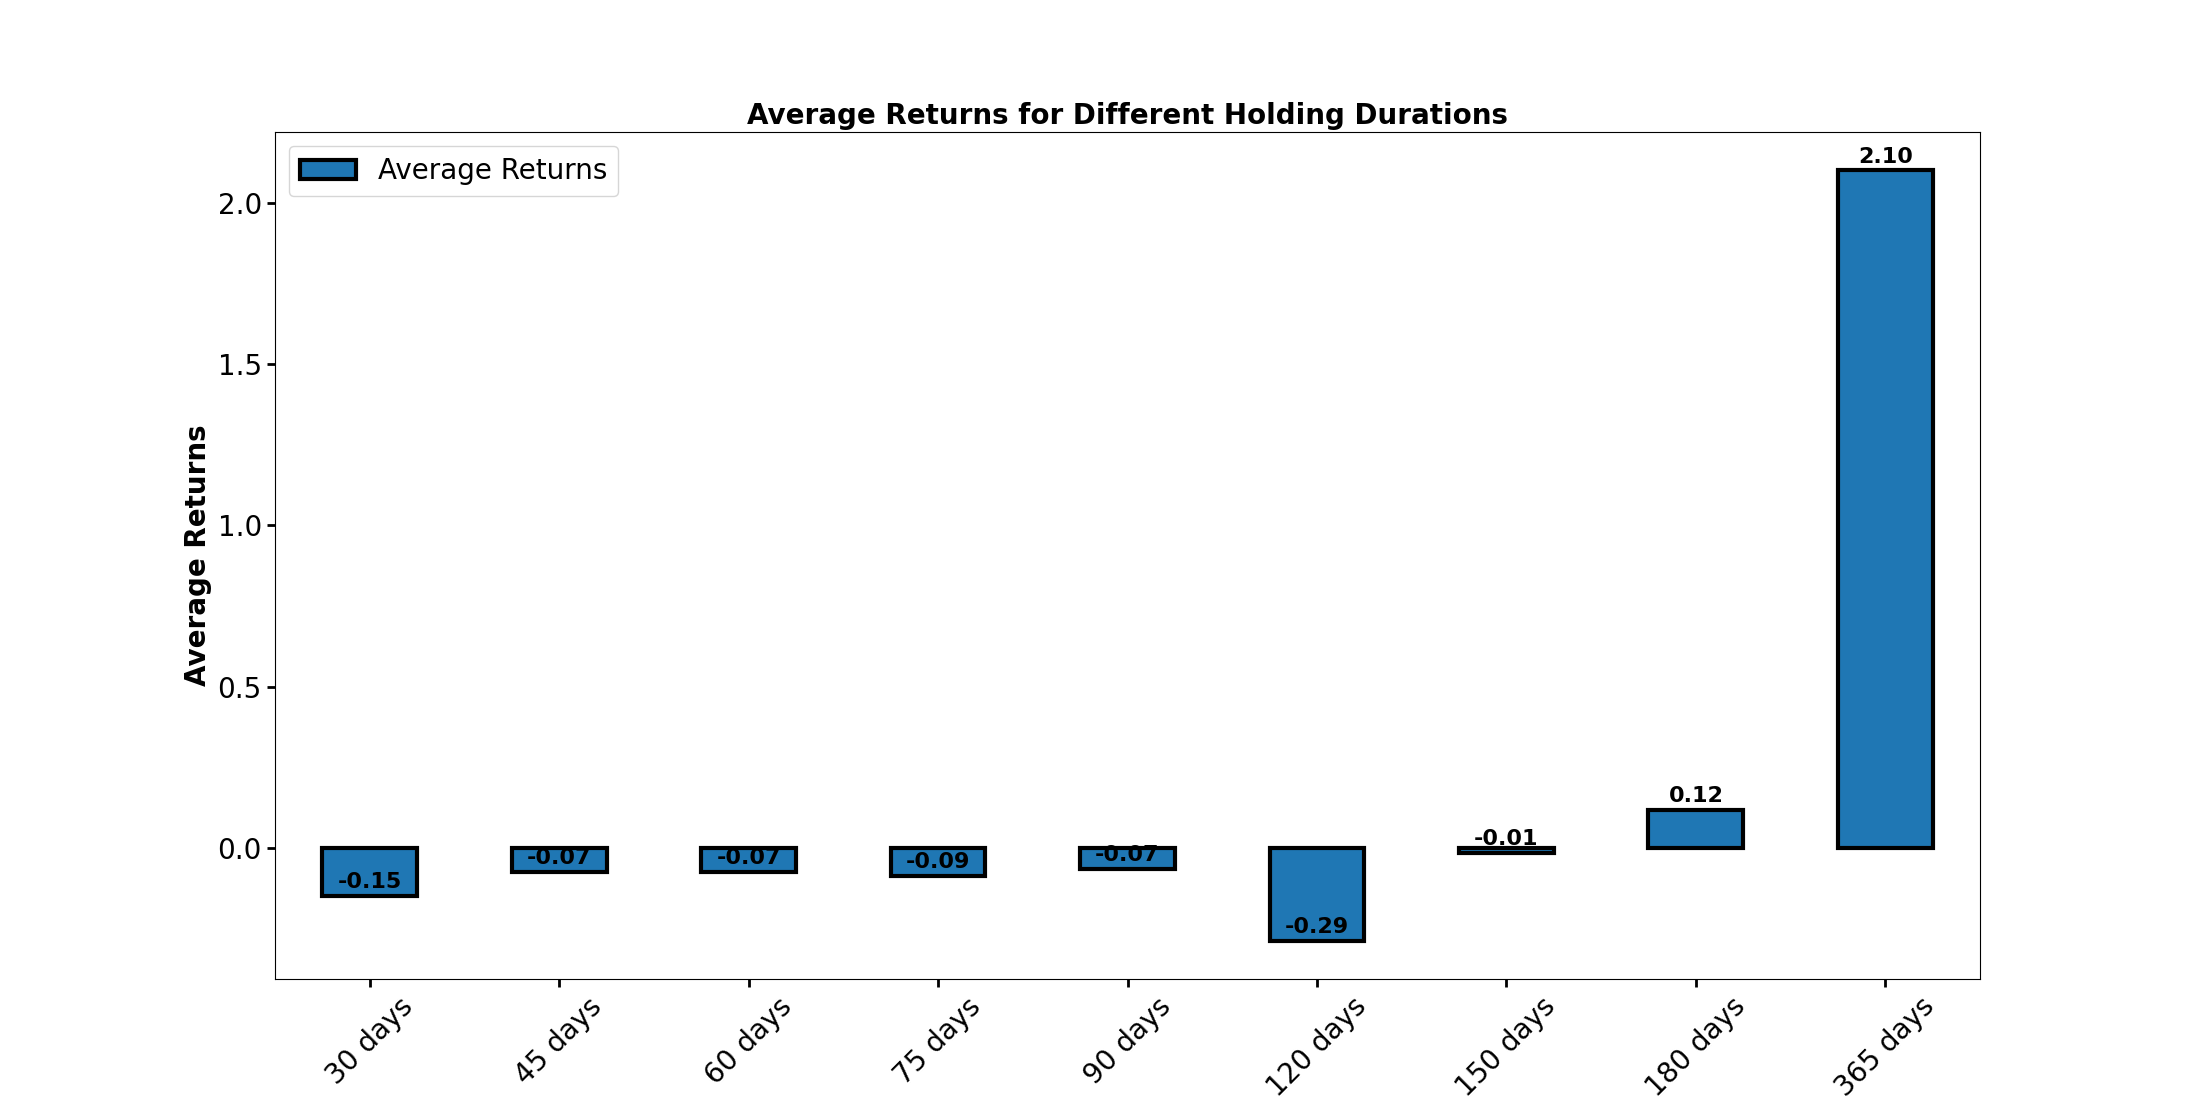 Average Returns for Different Holding Durations
Average Returns
Average Returns
2.0
1.5
1.0
0.5
0.0
-0.15
-0.07
-0.07
-0.09
-0.07
-0.29
-0.01
0.12
2.10
30 days
45 days
60 days
75 days
90 days
120 days
150 days
180 days
365 days